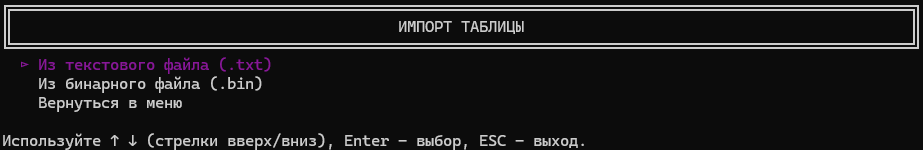 ИМПОРТ ТАБЛИЦЫ
▻ Из текстового файла (.txt)
Из бинарного файла (.bin)
Вернуться в меню
Используйте ↑ ↓ (стрелки вверх/вниз), Enter – выбор, ESC – выход.